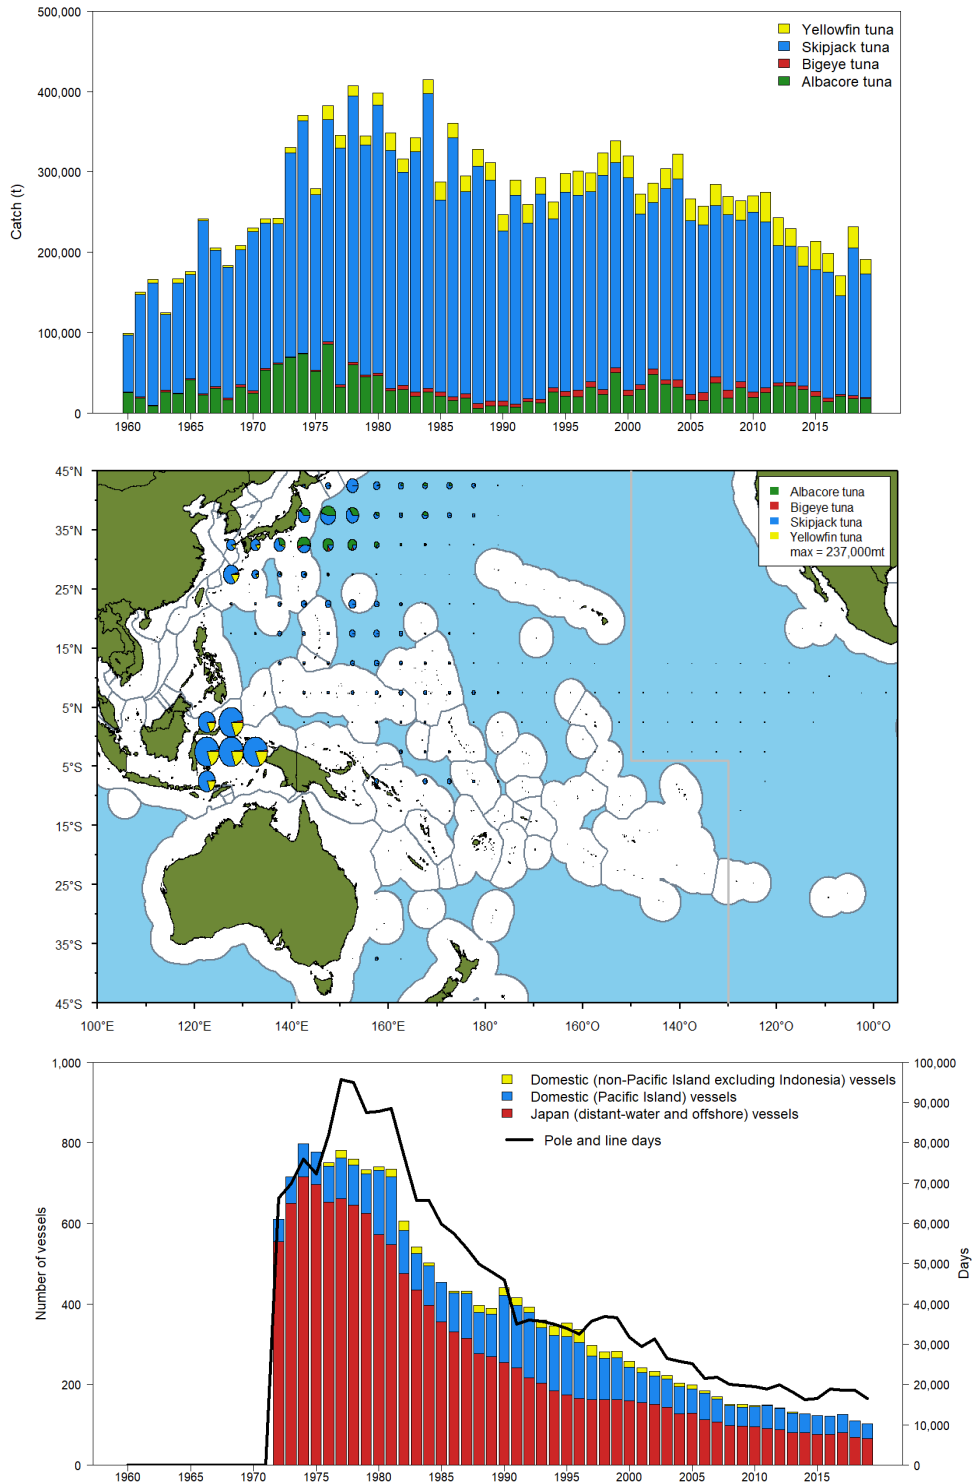 500,000
400,000
300,000
200,000
100,000
0
Catch (t)
Yellowfin tuna
Skipjack tuna
Bigeye tuna
Albacore tuna
1960 1965 1970 1975 1980 1985 1990 1995 2000 2005 2010 2015
45°N
35°N
25°N
15°N
5°N
5°S
15°S
25°S
35°S
45°S
Albacore tuna
Bigeye tuna
Skipjack tuna
Yellowfin tuna
max = 237,000mt
100°E 120°E 140°E 160°E 180° 160°O 140°O 120°O 100°O
1,000
800
600
400
200
0
Number of vessels
Domestic (non-Pacific Island excluding Indonesia) vessels
Domestic (Pacific Island) vessels
Japan (distant-water and offshore) vessels
Pole and line days
100,000
90,000
80,000
70,000
60,000
50,000
40,000
30,000
20,000
10,000
0
Days
1960 1965 1970 1975 1980 1985 1990 1995 2000 2005 2010 2015